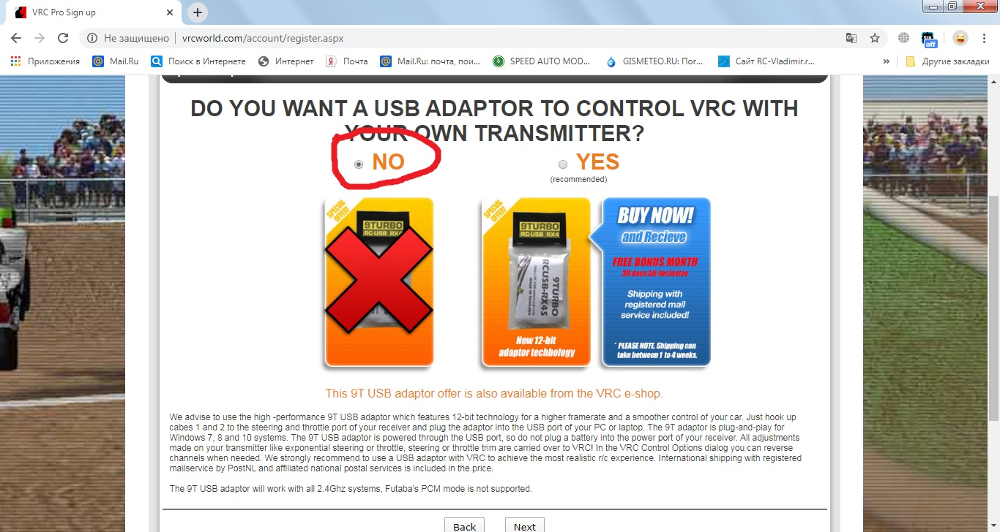 VRC Pro Sign up
Не защищено | vrcworld.com/account/register.aspx
off
Приложения Mail.Ru Поиск в Интернете Интернет Почта Mail.Ru: почта, пои... SPEED AUTO MOD... GISMETEO.RU: Пог... Сайт RC-Vladimir.r... » Другие закладки
DO YOU WANT A USB ADAPTOR TO CONTROL VRC WITH
YOUR OWN TRANSMITTER?
NO YES
(recommended)
SPECIAL OFFER!
9TURBO
RC-USB RX4
SPECIAL OFFER!
9TURBO
RC-USB RX4
9TURBO
RCUSB-RX4S
MADE IN THAILAND
New 12-bit
adaptor techbology
BUY NOW!
and Recieve
FREE BONUS MONTH
30 days All-inclusive
Shipping with
registered mail
service included!
* PLEASE NOTE. Shipping can
take between 1 to 4 weeks.
This 9T USB adaptor offer is also available from the VRC e-shop.
We advise to use the high -performance 9T USB adaptor which features 12-bit technology for a higher framerate and a smoother control of your car. Just hook up
cabes 1 and 2 to the steering and throttle port of your receiver and plug the adaptor into the USB port of your PC or laptop. The 9T adaptor is plug-and-play for
Windows 7, 8 and 10 systems. The 9T USB adaptor is powered through the USB port, so do not plug a battery into the power port of your receiver. All adjustments
made on your transmitter like exponential steering or throttle, steering or throttle trim are carried over to VRC! In the VRC Control Options dialog you can reverse
channels when needed. We strongly recommend to use a USB adaptor with VRC to achieve the most realistic r/c experience. International shipping with registered
mailservice by PostNL and affiliated national postal services is included in the price.
The 9T USB adaptor will work with all 2.4Ghz systems, Futaba's PCM mode is not supported.
Back Next